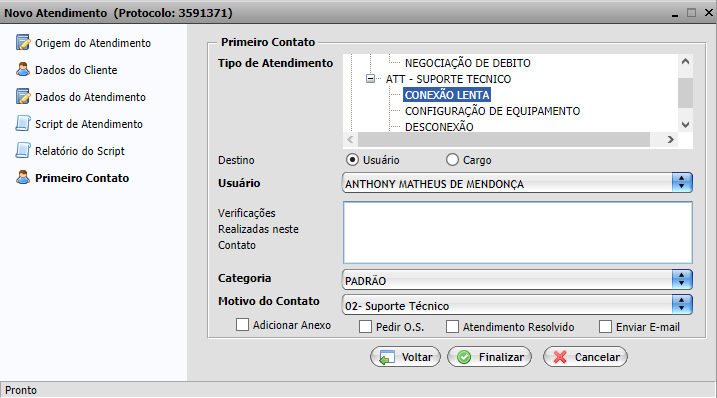 Novo Atendimento (Protocolo: 3591371)
Origem do Atendimento
Dados do Cliente
Dados do Atendimento
Script de Atendimento
Relatório do Script
Primeiro Contato
Primeiro Contato
Tipo de Atendimento
NEGOCIAÇÃO DE DEBITO
ATT - SUPORTE TECNICO
CONEXÃO LENTA
CONFIGURAÇÃO DE EQUIPAMENTO
DESCONEXÃO
Destino
Usuário
Cargo
Usuário
ANTHONY MATHEUS DE MENDONÇA
Verificações
Realizadas neste
Contato
Categoria
PADRÃO
Motivo do Contato
02- Suporte Técnico
Adicionar Anexo
Pedir O.S.
Atendimento Resolvido
Enviar E-mail
Voltar
Finalizar
Cancelar
Pronto